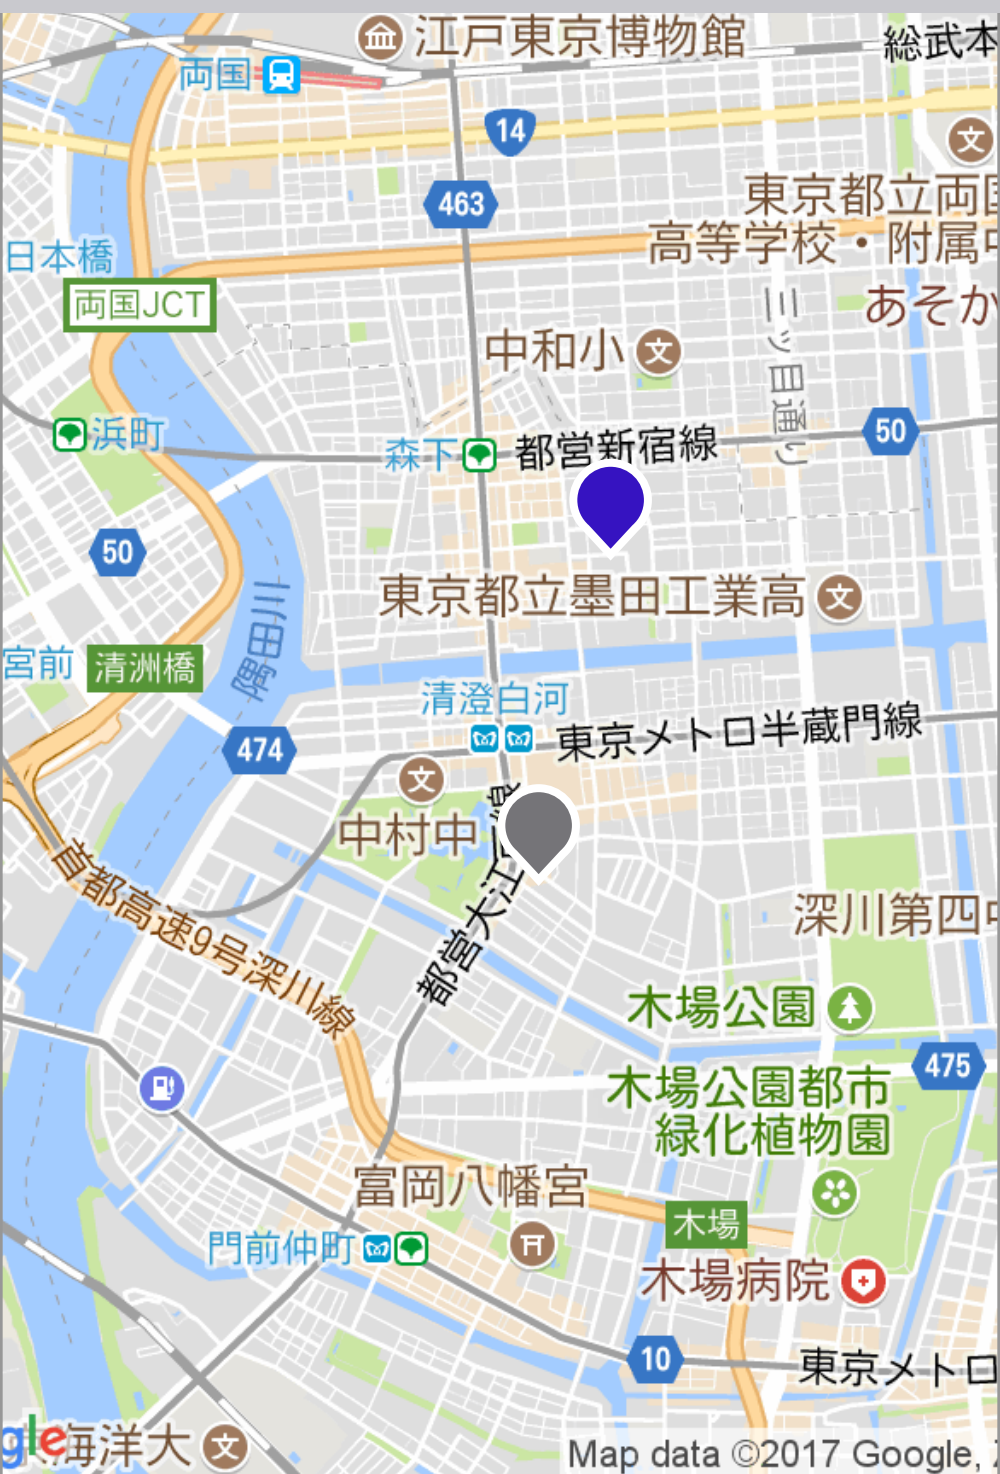 江戸東京博物館
総武本
両国
14
文
463
東京都立両
高等学校・附属
日本橋
両国JCT
あそか
三ツ目通り
中和小
文
浜町
森下
都営新宿線
50
50
東京都立墨田工業高
文
隅田川
宮前
清洲橋
清澄白河
474
東京メトロ半蔵門線
文
中村中
都営大江
線
首都高速9号深川線
深川第四
木場公園
475
木場公園都市
緑化植物園
富岡八幡宮
木場
門前仲町
木場病院
10
東京メトロ
gle
海洋大
文
Map data ©2017 Google,